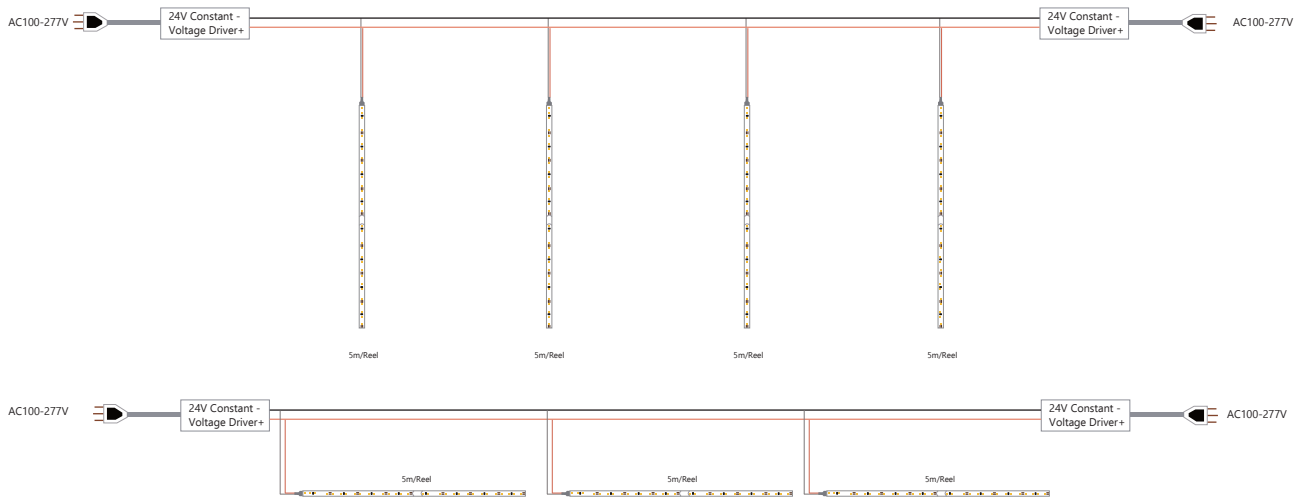 AC100-277V
24V Constant -
Voltage Driver+
24V Constant -
Voltage Driver+
AC100-277V
5m/Reel
5m/Reel
5m/Reel
5m/Reel
AC100-277V
24V Constant -
Voltage Driver+
24V Constant -
Voltage Driver+
AC100-277V
5m/Reel
5m/Reel
5m/Reel